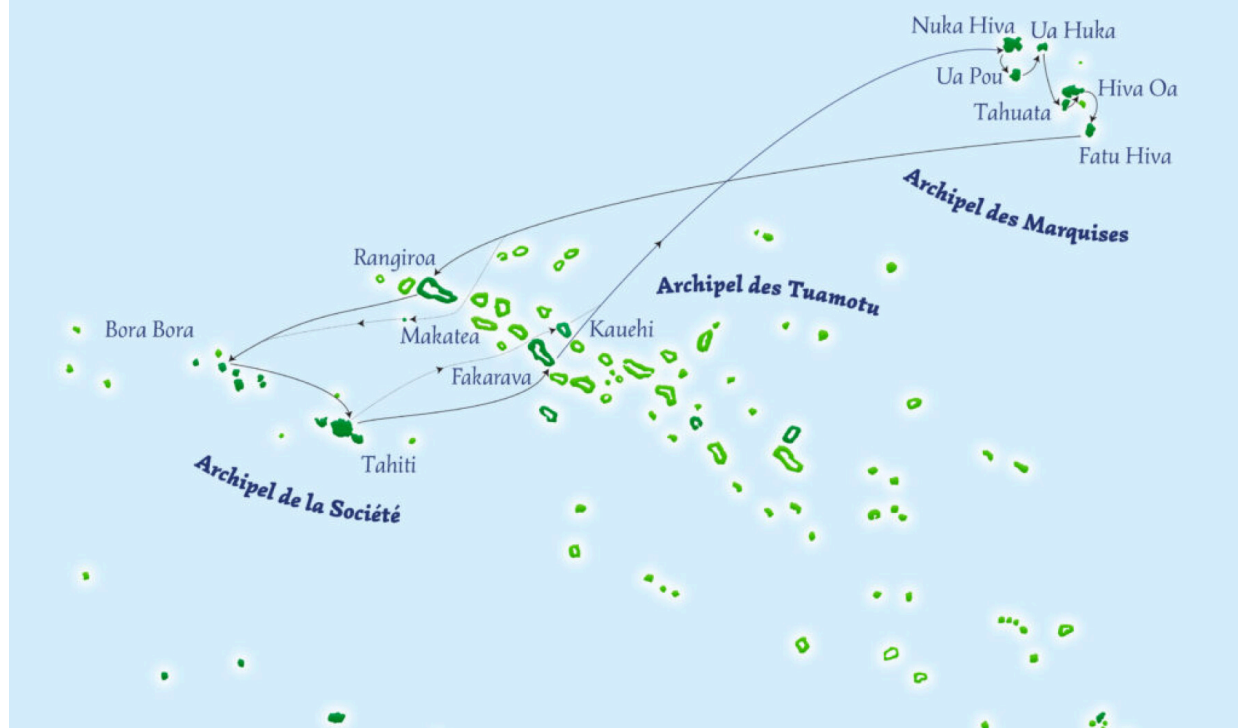 Nuka Hiva
Ua Huka
Ua Pou
Hiva Oa
Tahuata
Fatu Hiva
Archipel des Marquises
Rangiroa
Archipel des Tuamotu
Bora Bora
Makatea
Kauehi
Fakarava
Tahiti
Archipel de la Société